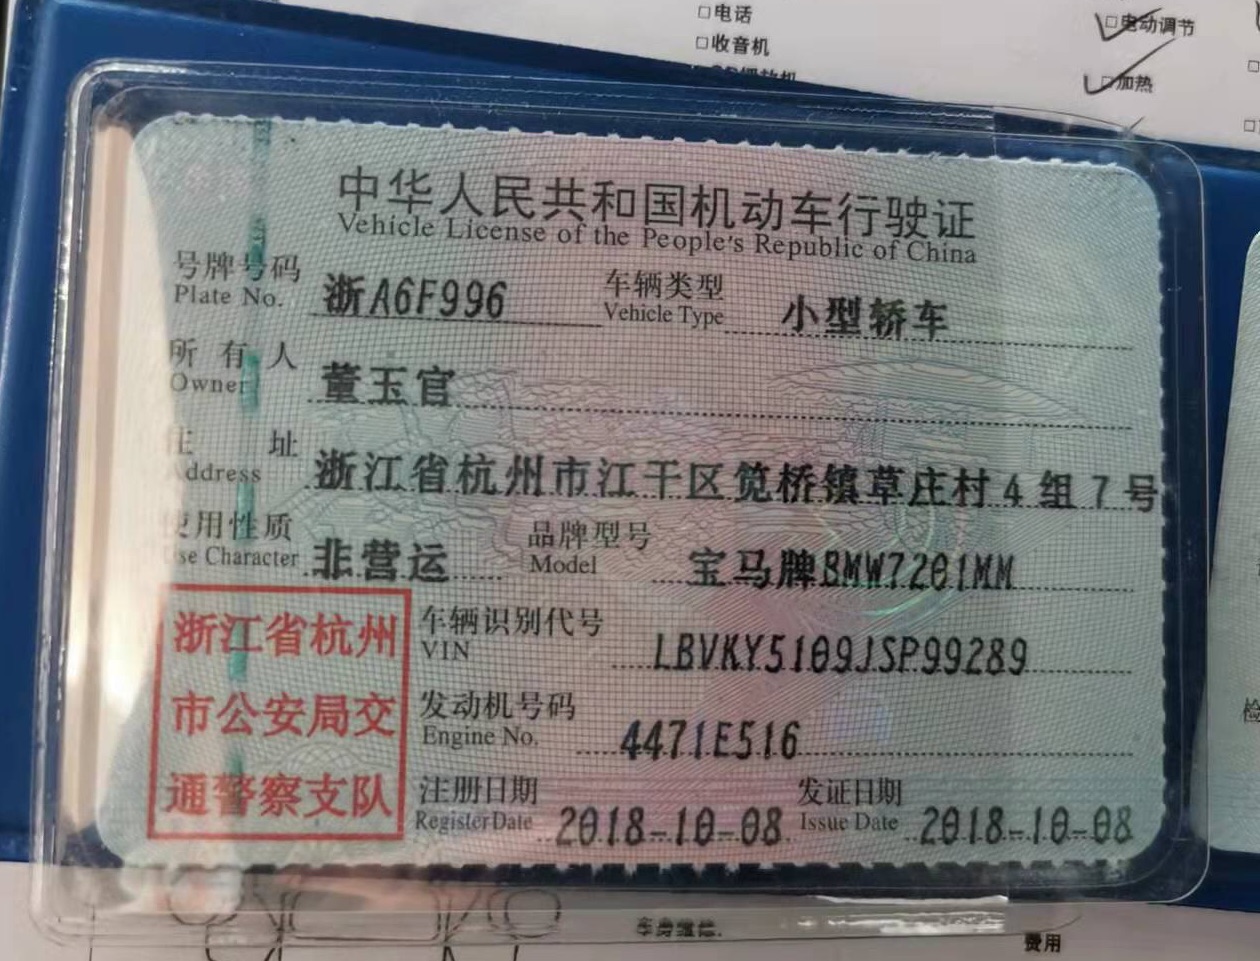 □电话
□电动调节
□收音机
□加热
中华人民共和国机动车行驶证
Vehicle License of the People's Republic of China
号牌号码 浙A6F996 车辆类型 小型轿车
Plate No. Vehicle Type
所有人 董玉官
Owner
住址 浙江省杭州市江干区笕桥镇草庄村4组7号
Address
使用性质 非营运 品牌型号 宝马牌BMW7201MM
Use Character Model
浙江省杭州
市公安局交
通警察支队
车辆识别代号 LBVKY5109JSP99289
VIN
发动机号码 4471E516
Engine No.
注册日期 2018-10-08 发证日期 2018-10-08
Register Date Issue Date
检
费用